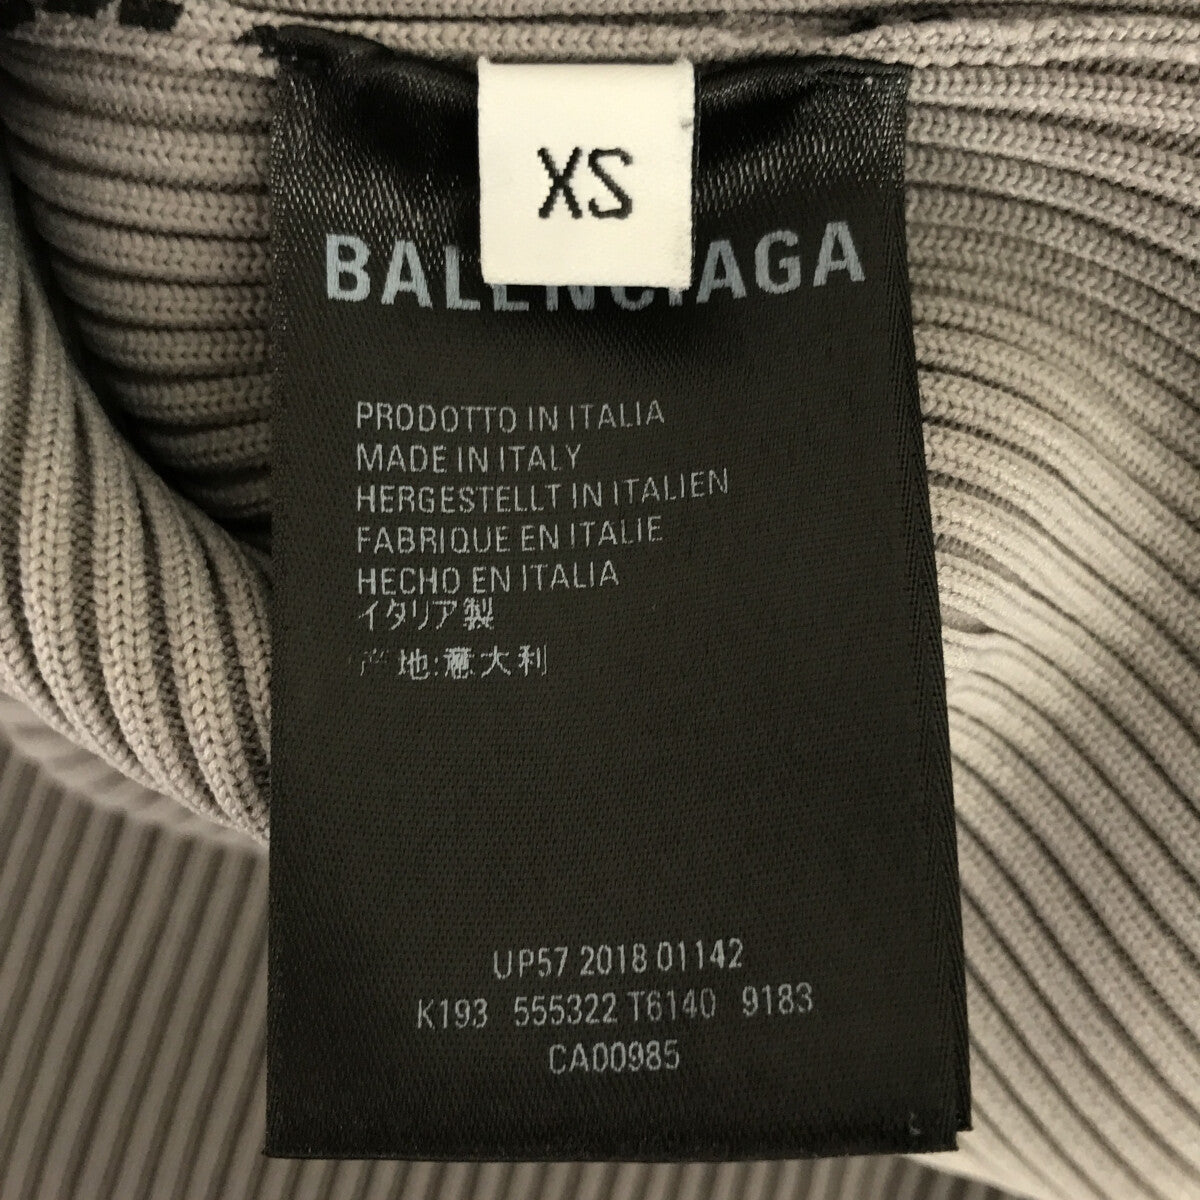 XS
BALENCIAGA
PRODOTTO IN ITALIA
MADE IN ITALY
HERGESTELLT IN ITALIEN
FABRIQUE EN ITALIE
HECHO EN ITALIA
イタリア製
产地:意大利
UP57 2018 01142
K193 555322 T6140 9183
CA00985